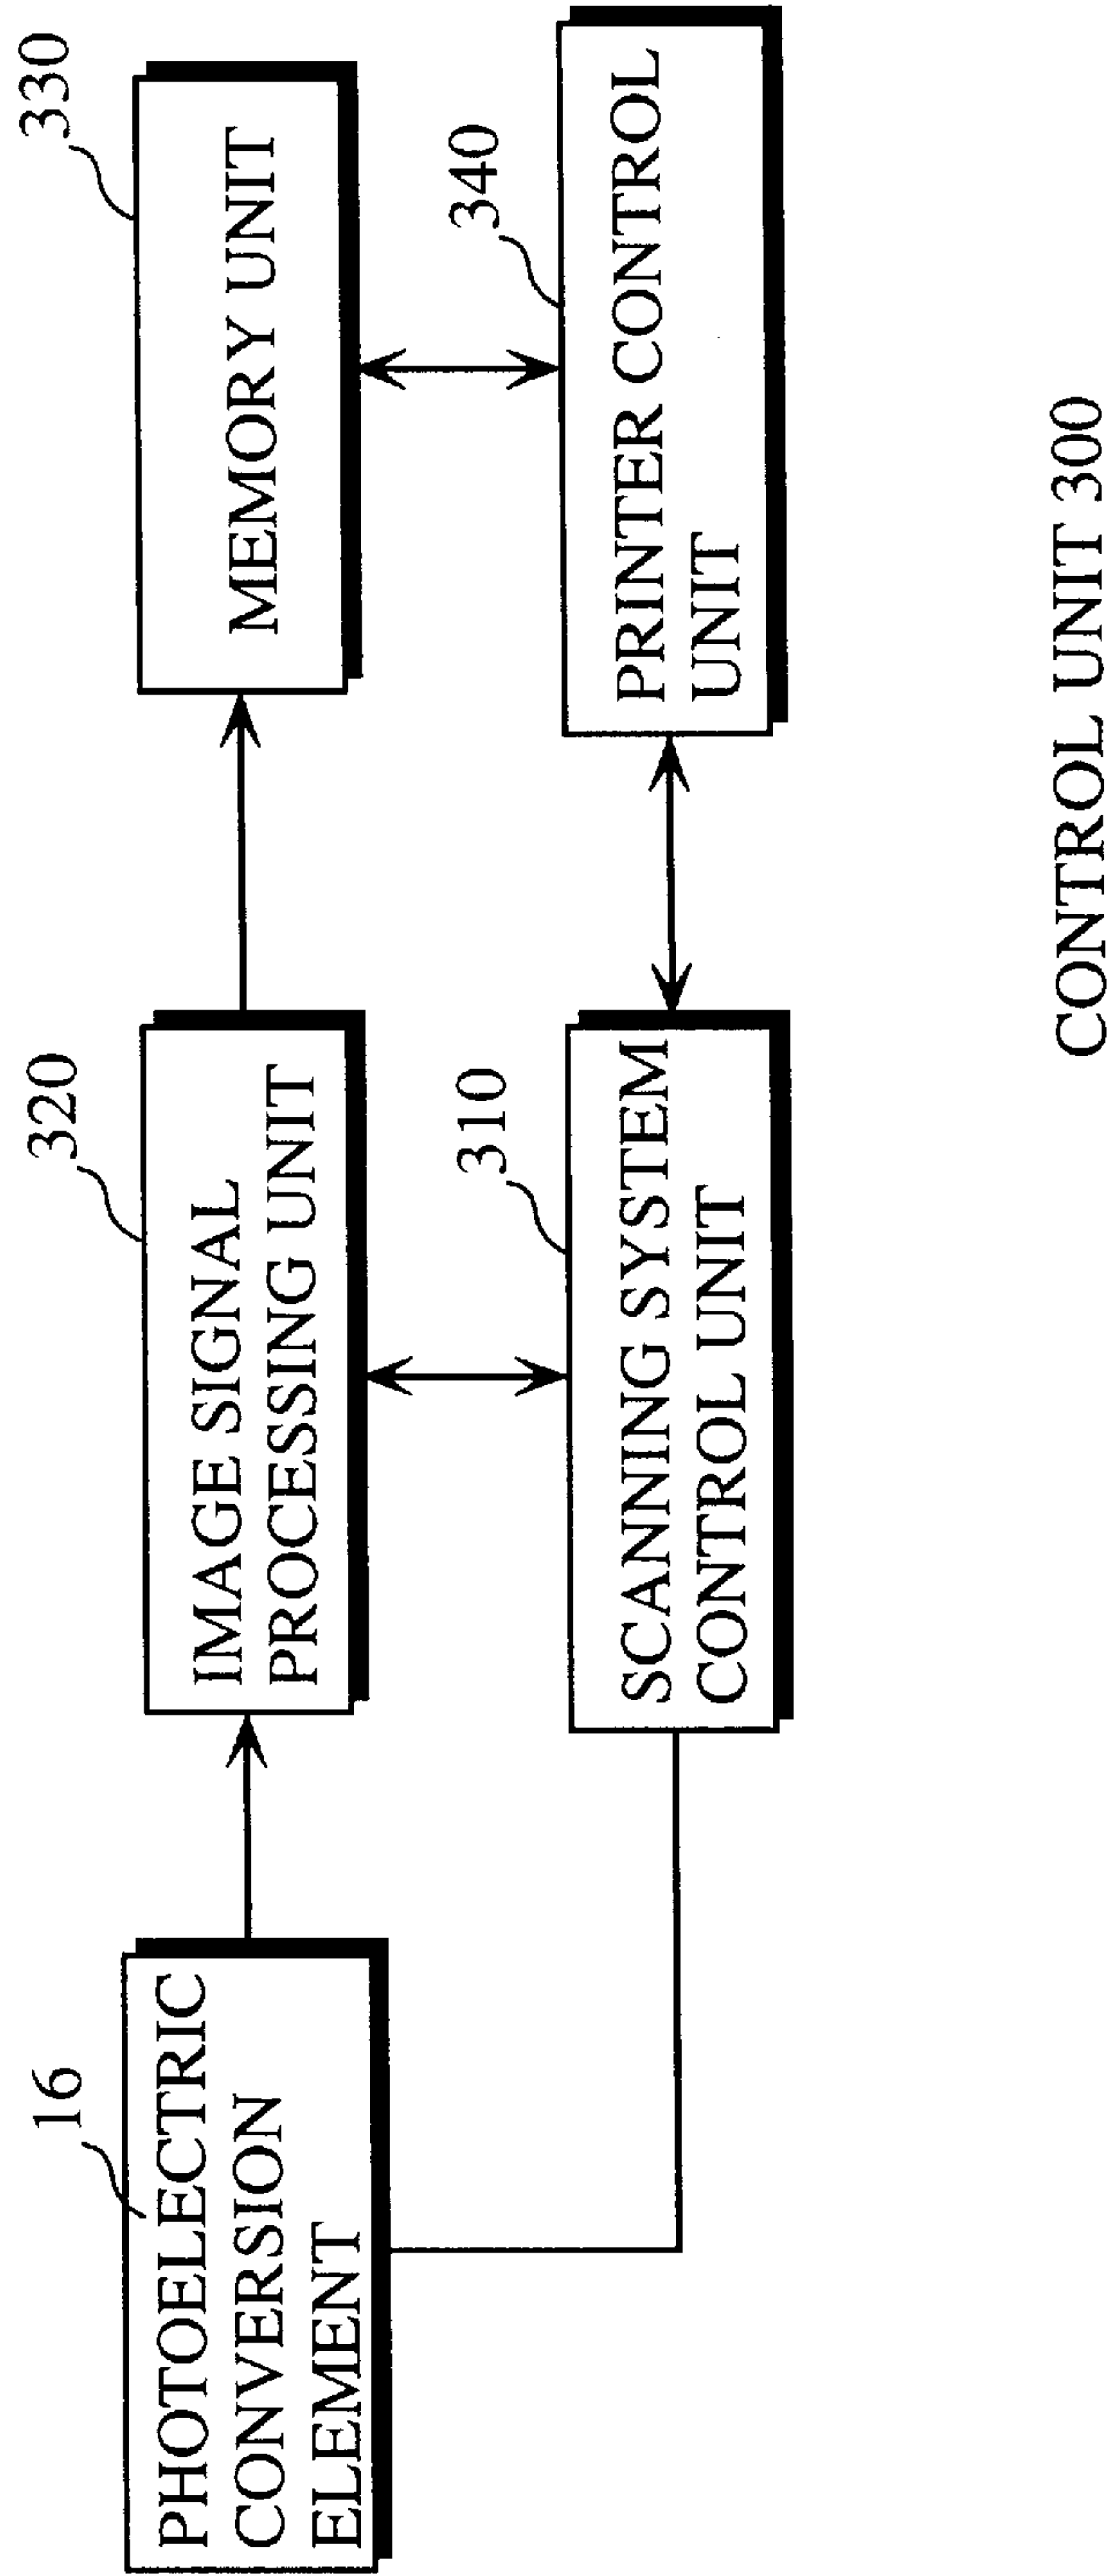 16
PHOTOELECTRIC
CONVERSION
ELEMENT
320
IMAGE SIGNAL
PROCESSING UNIT
330
MEMORY UNIT
310
SCANNING SYSTEM
CONTROL UNIT
340
PRINTER CONTROL
UNIT
CONTROL UNIT 300